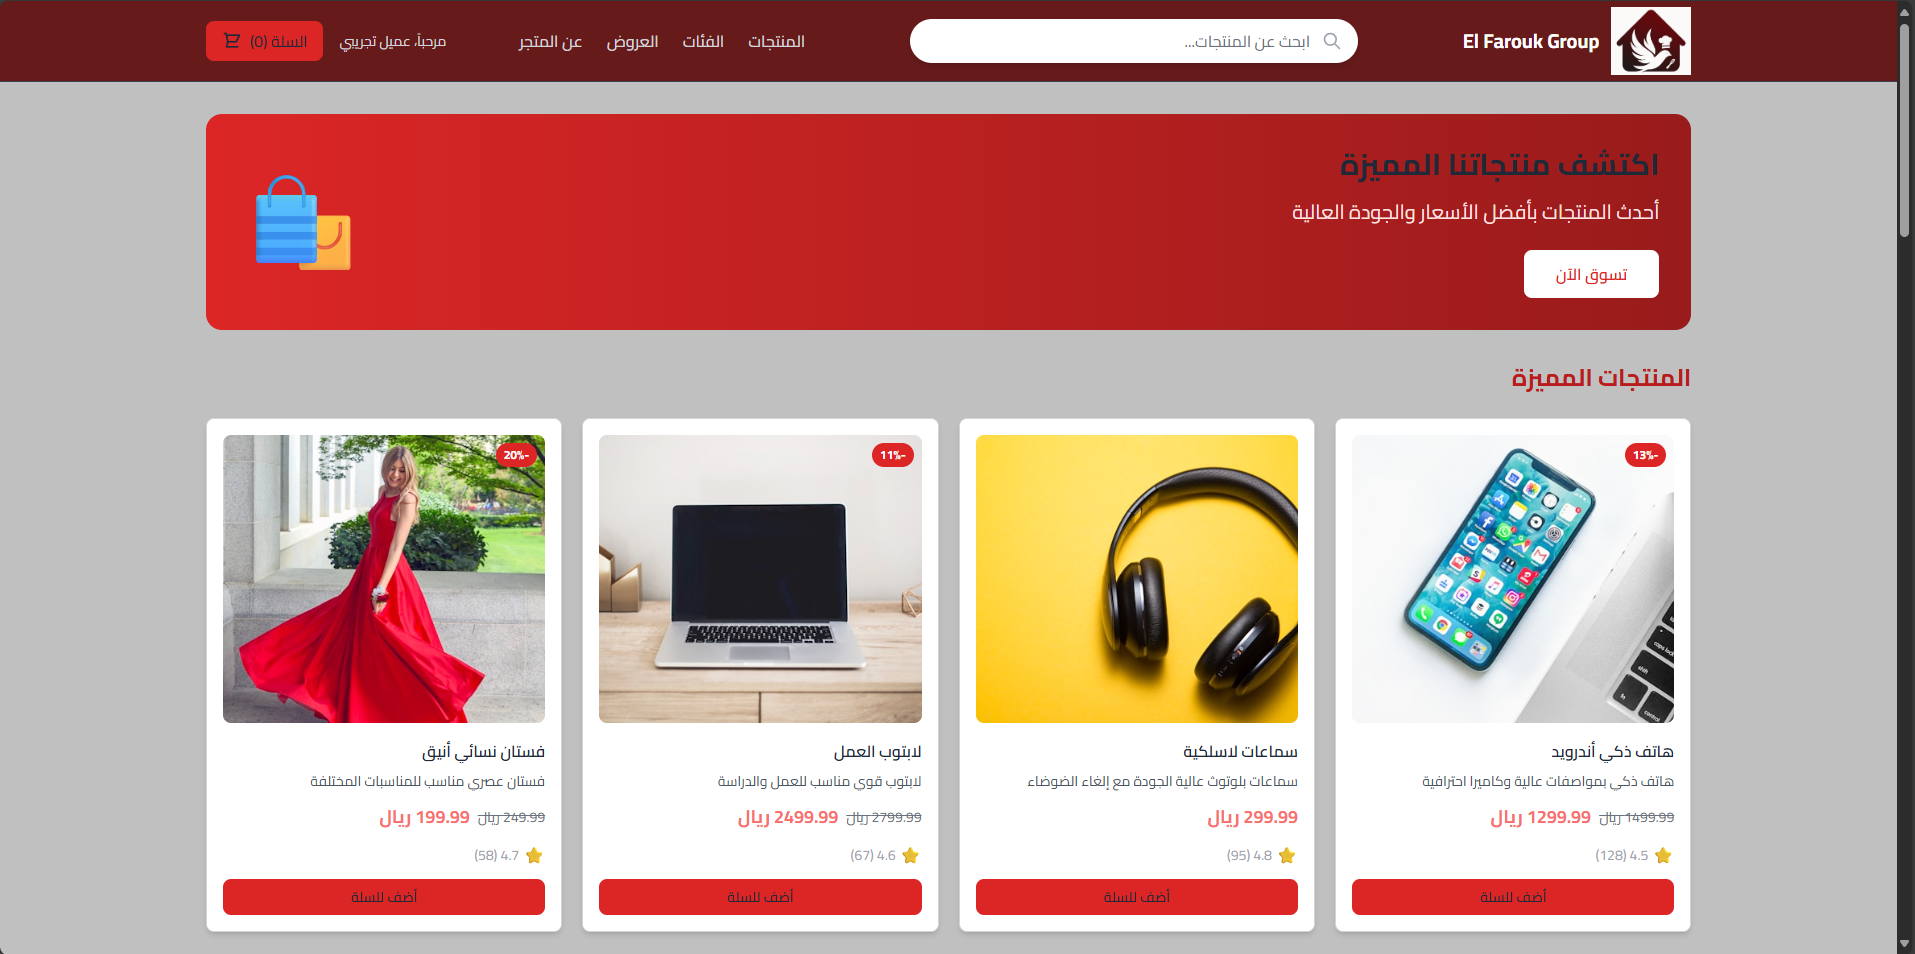 El Farouk Group
ابحث عن المنتجات...
المنتجات
الفئات
العروض
عن المتجر
مرحباً، عميل تجريبي
السلة (0)
اكتشف منتجاتنا المميزة
أحدث المنتجات بأفضل الأسعار والجودة العالية
تسوق الآن
المنتجات المميزة
-13%
هاتف ذكي أندرويد
هاتف ذكي بمواصفات عالية وكاميرا احترافية
1499.99 ريال 1299.99 ريال
4.5 (128)
أضف للسلة
سماعات لاسلكية
سماعات بلوتوث عالية الجودة مع إلغاء الضوضاء
299.99 ريال
4.8 (95)
أضف للسلة
-11%
لابتوب العمل
لابتوب قوي مناسب للعمل والدراسة
2799.99 ريال 2499.99 ريال
4.6 (67)
أضف للسلة
-20%
فستان نسائي أنيق
فستان عصري مناسب للمناسبات المختلفة
249.99 ريال 199.99 ريال
4.7 (58)
أضف للسلة